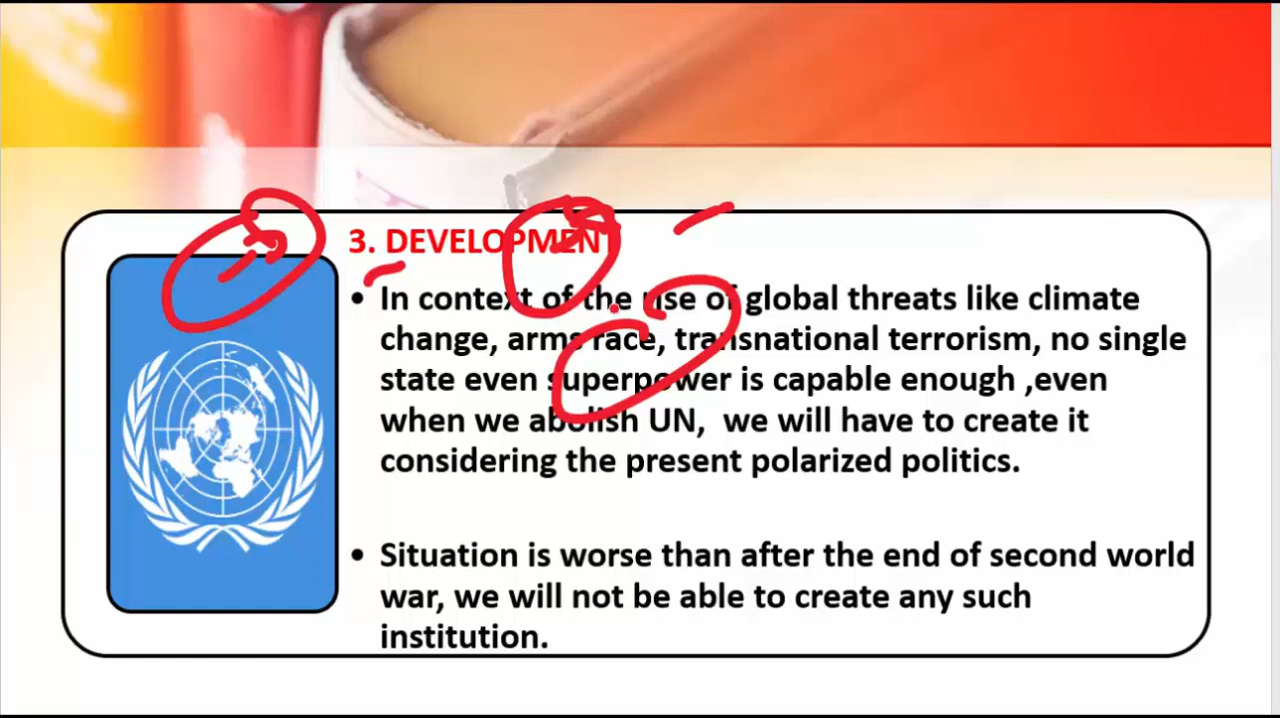 3. DEVELOPMENT
• In context of the rise of global threats like climate
change, arms race, transnational terrorism, no single
state even superpower is capable enough ,even
when we abolish UN, we will have to create it
considering the present polarized politics.
• Situation is worse than after the end of second world
war, we will not be able to create any such
institution.